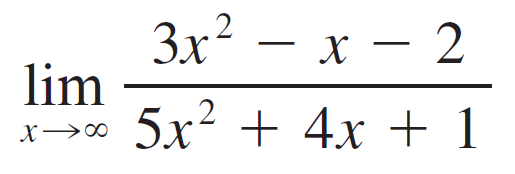 lim x→∞ (3x² − x − 2) / (5x² + 4x + 1)